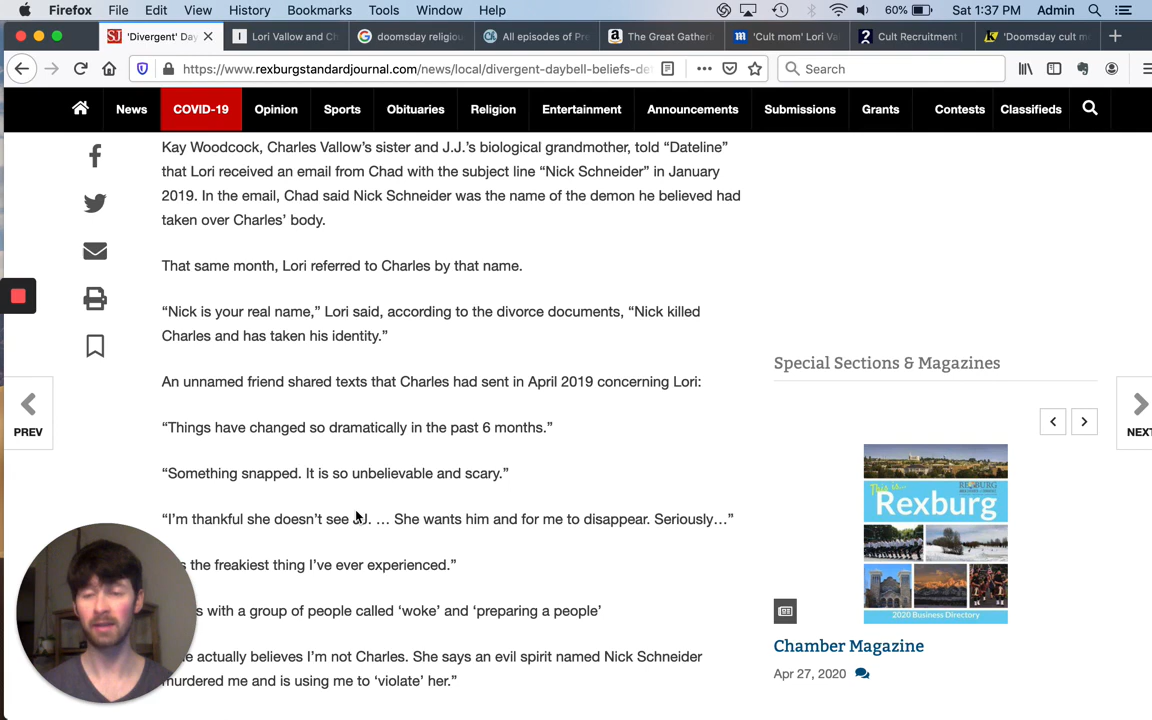 Firefox File Edit View History Bookmarks Tools Window Help 60% Sat 1:37 PM Admin
'Divergent' Day Lori Vallow and Ch doomsday religiou All episodes of Pre The Great Gatheri 'Cult mom' Lori Va Cult Recruitment 'Doomsday cult mo
https://www.rexburgstandardjournal.com/news/local/divergent-daybell-beliefs-de Search
News COVID-19 Opinion Sports Obituaries Religion Entertainment Announcements Submissions Grants Contests Classifieds
Kay Woodcock, Charles Vallow’s sister and J.J.’s biological grandmother, told “Dateline”
that Lori received an email from Chad with the subject line “Nick Schneider” in January
2019. In the email, Chad said Nick Schneider was the name of the demon he believed had
taken over Charles’ body.
That same month, Lori referred to Charles by that name.
“Nick is your real name,” Lori said, according to the divorce documents, “Nick killed
Charles and has taken his identity.”
An unnamed friend shared texts that Charles had sent in April 2019 concerning Lori:
“Things have changed so dramatically in the past 6 months.”
“Something snapped. It is so unbelievable and scary.”
“I’m thankful she doesn’t see J.J. … She wants him and for me to disappear. Seriously…”
s the freakiest thing I’ve ever experienced.”
s with a group of people called ‘woke’ and ‘preparing a people’
e actually believes I’m not Charles. She says an evil spirit named Nick Schneider
murdered me and is using me to ‘violate’ her.”
PREV
NEXT
Special Sections & Magazines
This is...
REXBURG
Rexburg
2020 Business Directory
Chamber Magazine
Apr 27, 2020